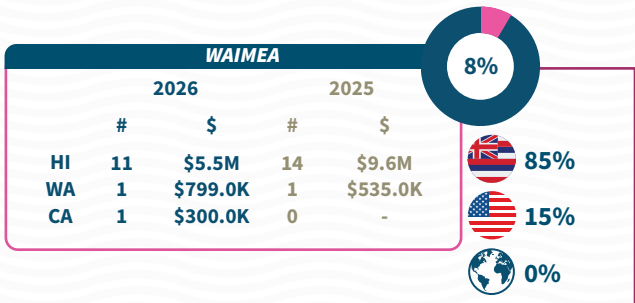 WAIMEA
8%
2026 2025
# $ # $
HI 11 $5.5M 14 $9.6M
WA 1 $799.0K 1 $535.0K
CA 1 $300.0K 0 -
85%
15%
0%